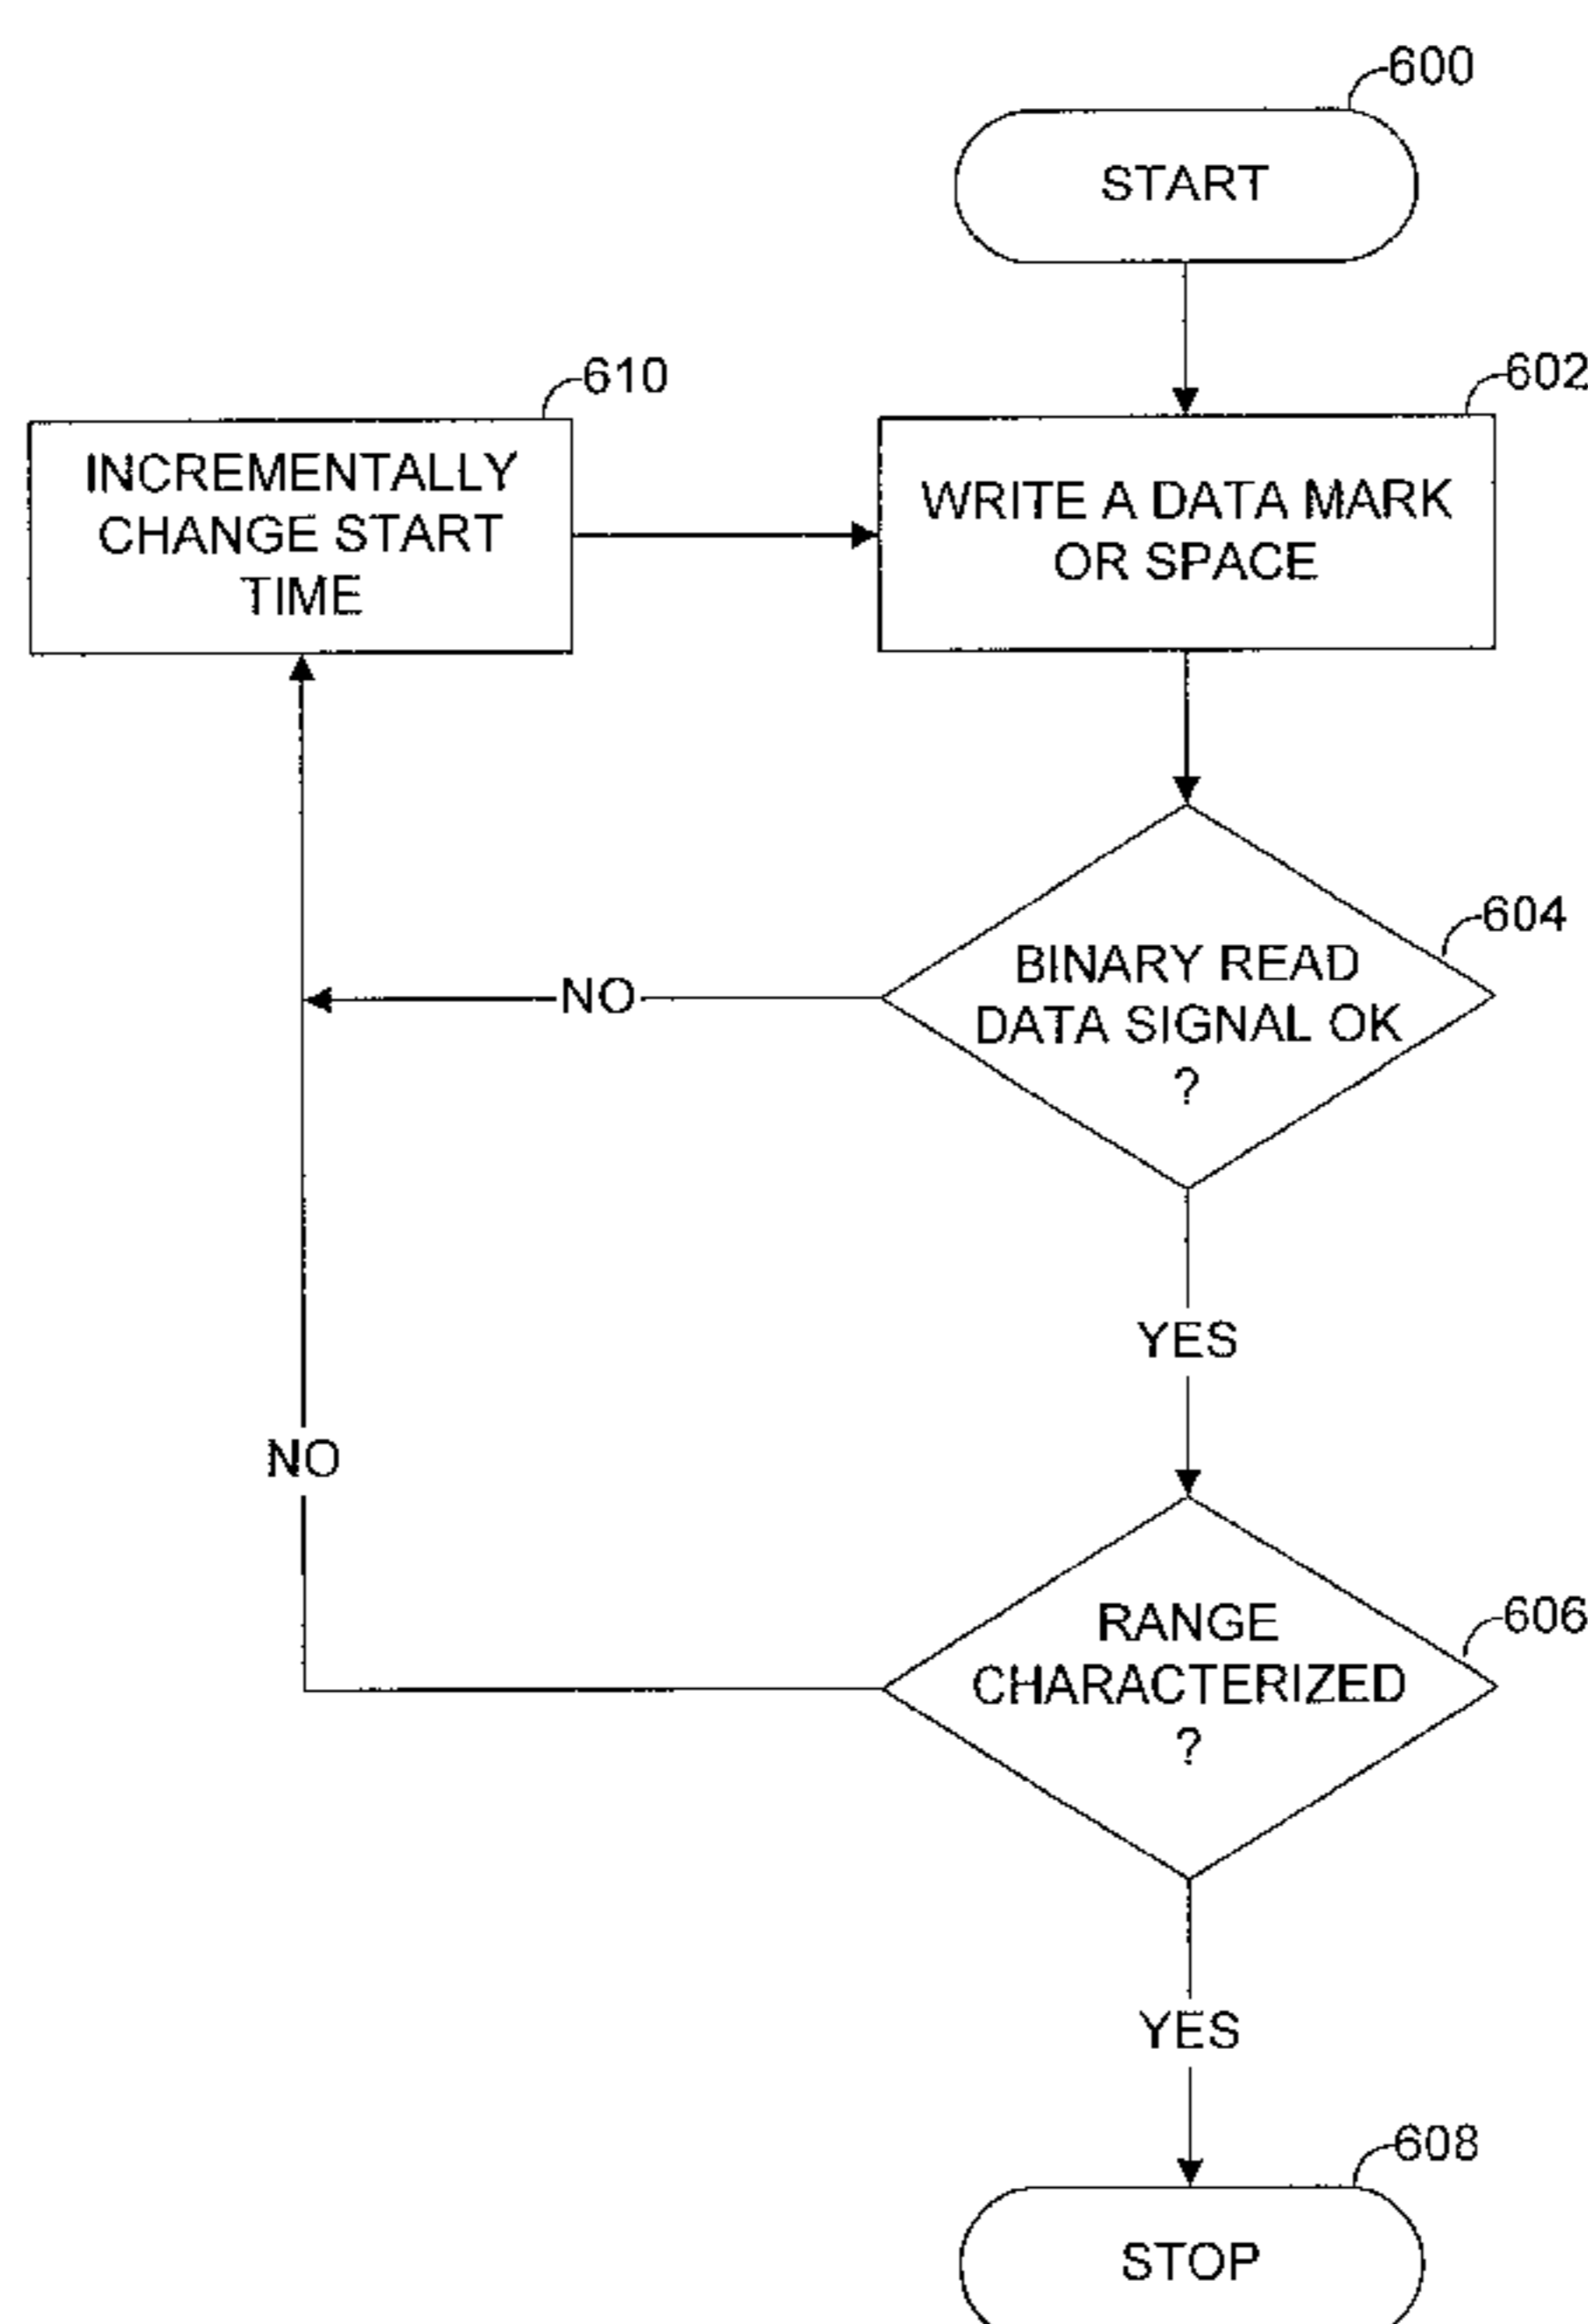 600
START
610
INCREMENTALLY
CHANGE START
TIME
602
WRITE A DATA MARK
OR SPACE
604
BINARY READ
DATA SIGNAL OK
?
NO
YES
NO
606
RANGE
CHARACTERIZED
?
YES
608
STOP